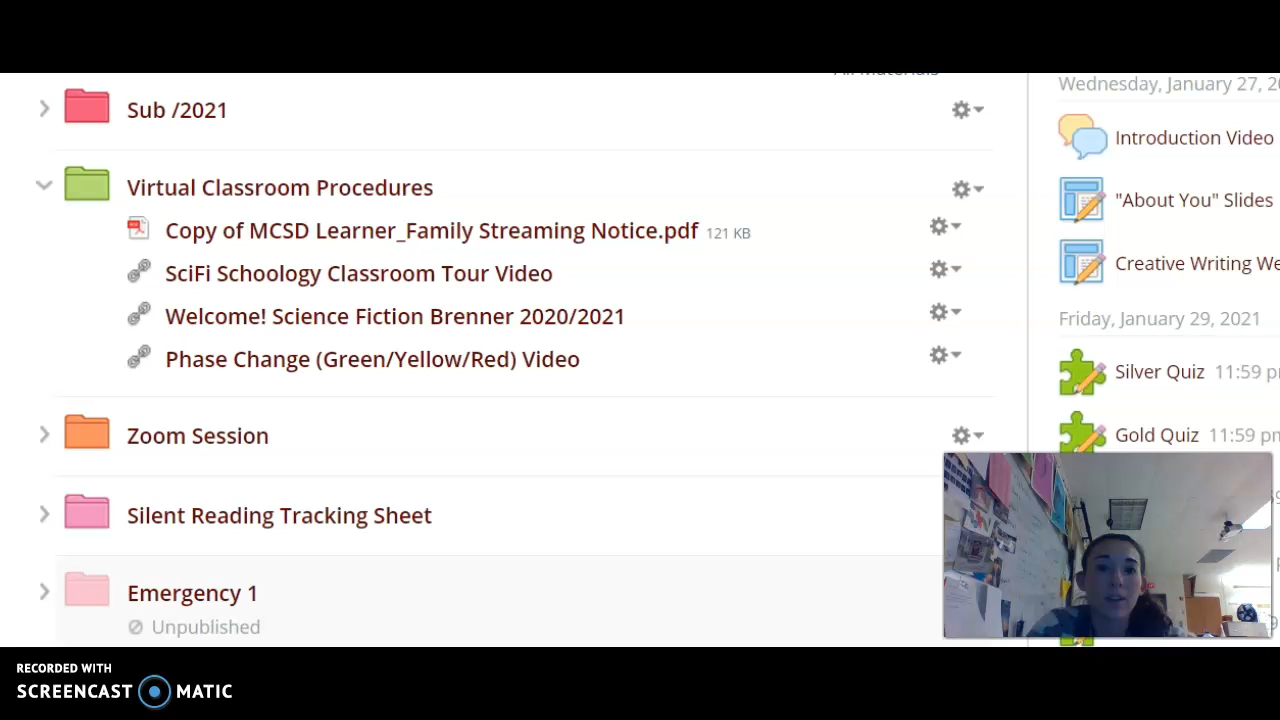 All Materials
Sub /2021
Virtual Classroom Procedures
Copy of MCSD Learner_Family Streaming Notice.pdf 121 KB
SciFi Schoology Classroom Tour Video
Welcome! Science Fiction Brenner 2020/2021
Phase Change (Green/Yellow/Red) Video
Zoom Session
Silent Reading Tracking Sheet
Emergency 1
Unpublished
Wednesday, January 27, 20
Introduction Video
"About You" Slides
Creative Writing We
Friday, January 29, 2021
Silver Quiz 11:59 p
Gold Quiz 11:59 pm
RECORDED WITH
SCREENCAST MATIC